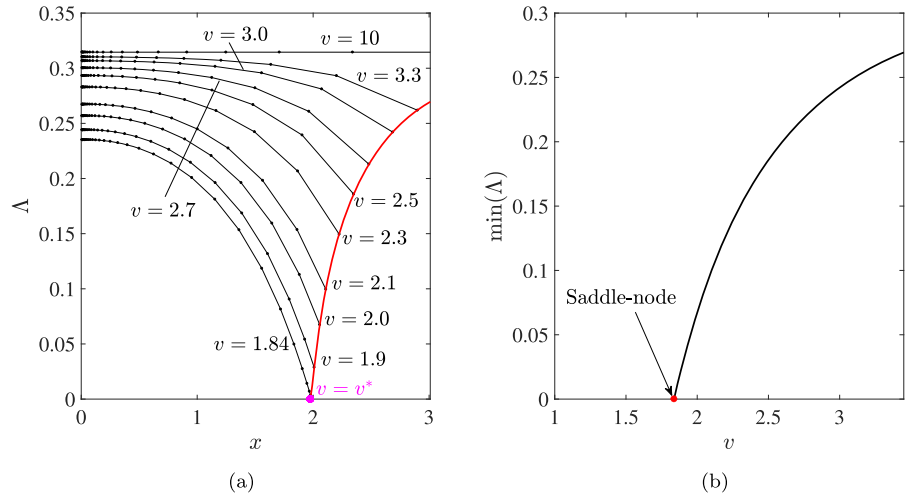 0.35
0.3
0.25
0.2
0.15
0.1
0.05
0
Λ
v = 3.0
v = 10
v = 3.3
v = 2.7
v = 2.5
v = 2.3
v = 2.1
v = 2.0
v = 1.84
v = 1.9
v = v*
0 1 2 3
x
(a)
0.3
0.25
0.2
0.15
0.1
0.05
0
min(Λ)
Saddle-node
1 1.5 2 2.5 3
v
(b)